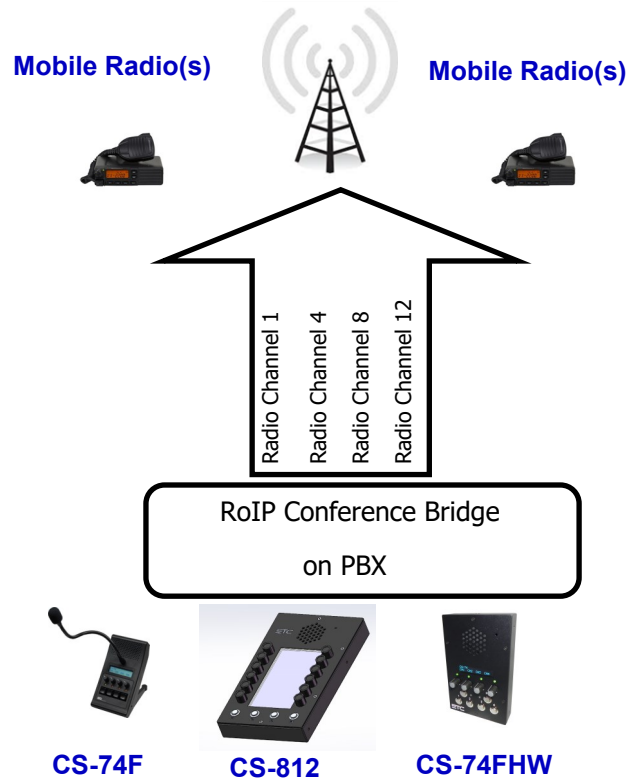 Mobile Radio(s)
Mobile Radio(s)
Radio Channel 1
Radio Channel 4
Radio Channel 8
Radio Channel 12
RoIP Conference Bridge
on PBX
CS-74F
CS-812
CS-74FHW